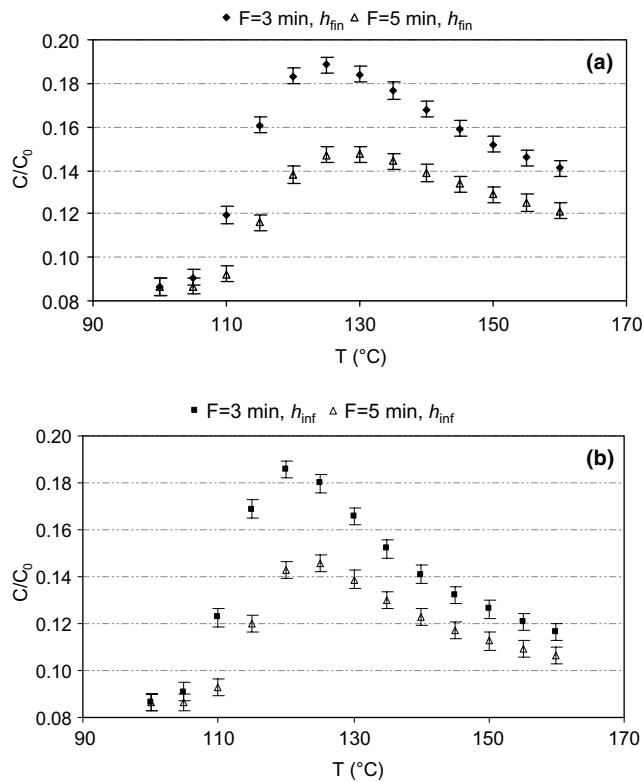 ◆ F=3 min, h_fin △ F=5 min, h_fin
(a)
0.20
0.18
0.16
0.14
0.12
0.10
0.08
C/C₀
90 110 130 150 170
T (°C)
■ F=3 min, h_inf △ F=5 min, h_inf
(b)
0.20
0.18
0.16
0.14
0.12
0.10
0.08
C/C₀
90 110 130 150 170
T (°C)